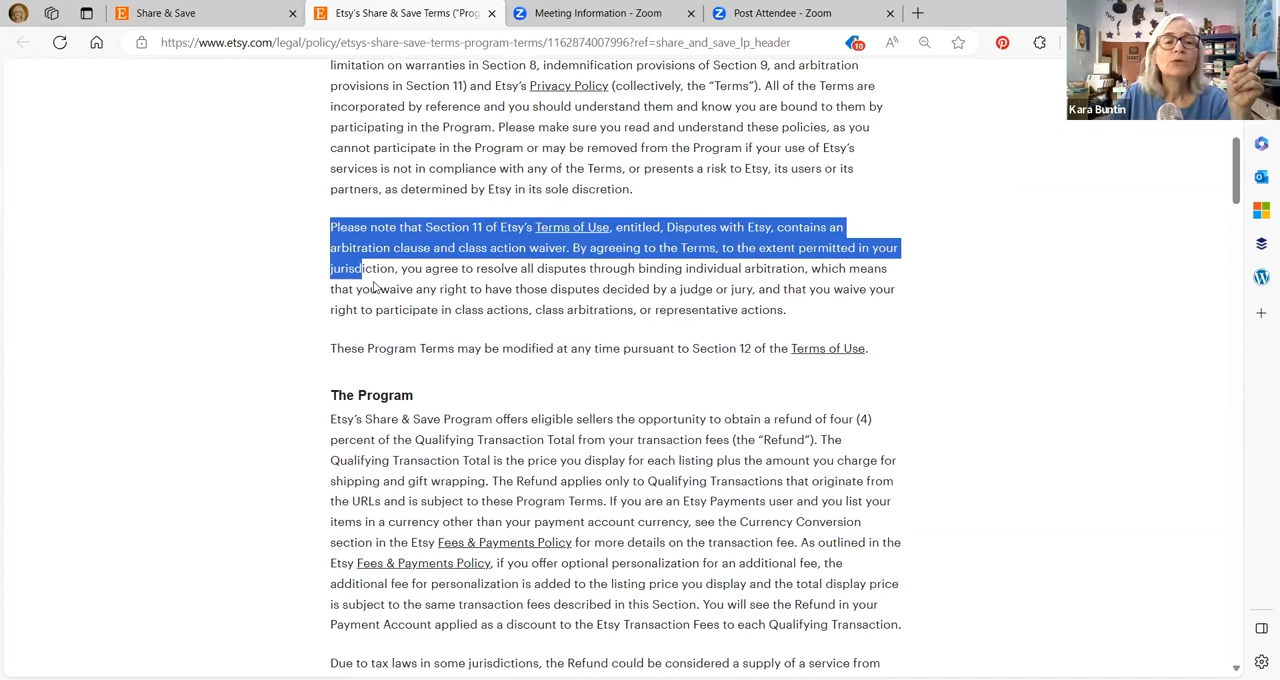 Share & Save
Etsy's Share & Save Terms ("Prog
Meeting Information - Zoom
Post Attendee - Zoom
https://www.etsy.com/legal/policy/etsys-share-save-terms-program-terms/1162874007996?ref=share_and_save_lp_header
10
Kara Buntin
limitation on warranties in Section 8, indemnification provisions of Section 9, and arbitration
provisions in Section 11) and Etsy's Privacy Policy (collectively, the “Terms”). All of the Terms are
incorporated by reference and you should understand them and know you are bound to them by
participating in the Program. Please make sure you read and understand these policies, as you
cannot participate in the Program or may be removed from the Program if your use of Etsy's
services is not in compliance with any of the Terms, or presents a risk to Etsy, its users or its
partners, as determined by Etsy in its sole discretion.
Please note that Section 11 of Etsy's Terms of Use, entitled, Disputes with Etsy, contains an
arbitration clause and class action waiver. By agreeing to the Terms, to the extent permitted in your
jurisdiction, you agree to resolve all disputes through binding individual arbitration, which means
that you waive any right to have those disputes decided by a judge or jury, and that you waive your
right to participate in class actions, class arbitrations, or representative actions.
These Program Terms may be modified at any time pursuant to Section 12 of the Terms of Use.
The Program
Etsy's Share & Save Program offers eligible sellers the opportunity to obtain a refund of four (4)
percent of the Qualifying Transaction Total from your transaction fees (the “Refund”). The
Qualifying Transaction Total is the price you display for each listing plus the amount you charge for
shipping and gift wrapping. The Refund applies only to Qualifying Transactions that originate from
the URLs and is subject to these Program Terms. If you are an Etsy Payments user and you list your
items in a currency other than your payment account currency, see the Currency Conversion
section in the Etsy Fees & Payments Policy for more details on the transaction fee. As outlined in the
Etsy Fees & Payments Policy, if you offer optional personalization for an additional fee, the
additional fee for personalization is added to the listing price you display and the total display price
is subject to the same transaction fees described in this Section. You will see the Refund in your
Payment Account applied as a discount to the Etsy Transaction Fees to each Qualifying Transaction.
Due to tax laws in some jurisdictions, the Refund could be considered a supply of a service from